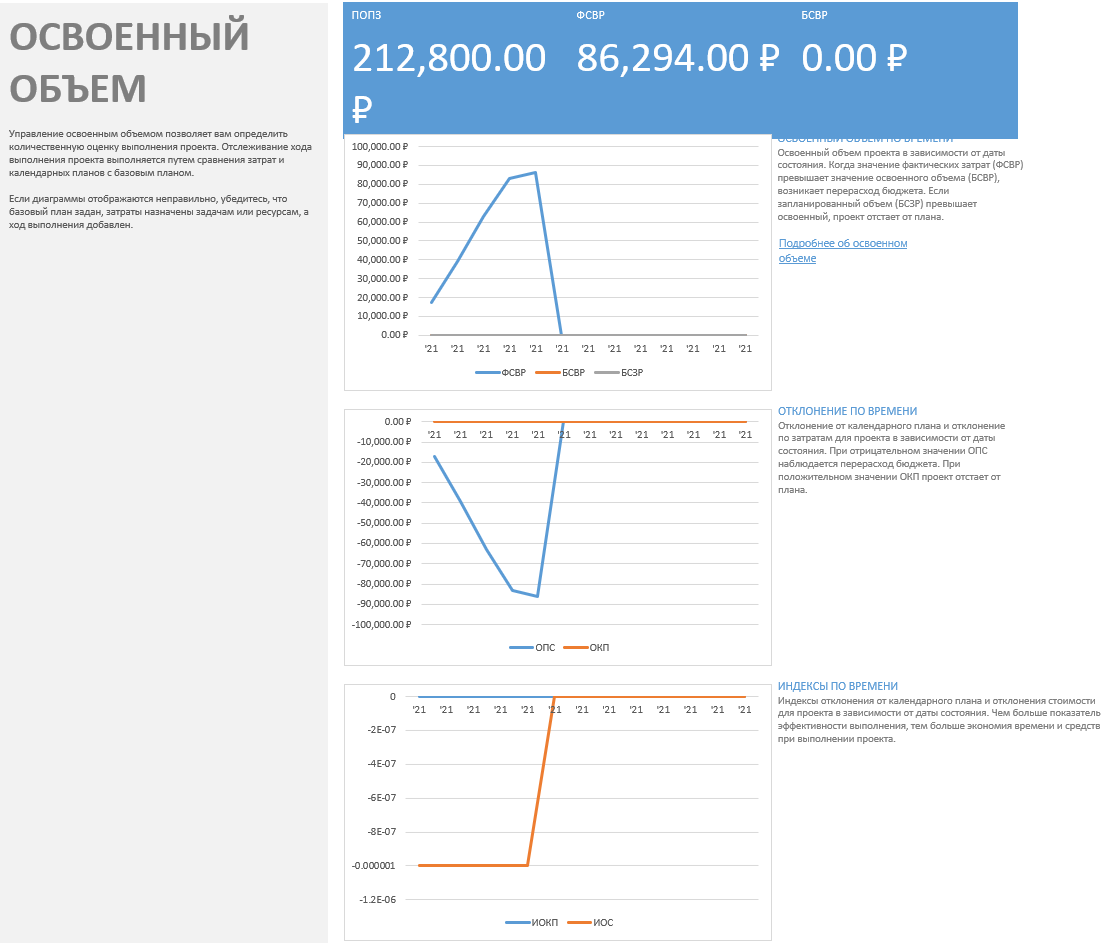 ОСВОЕННЫЙ
ОБЪЕМ
Управление освоенным объемом позволяет вам определить
количественную оценку выполнения проекта. Отслеживание хода
выполнения проекта выполняется путем сравнения затрат и
календарных планов с базовым планом.
Если диаграммы отображаются неправильно, убедитесь, что
базовый план задан, затраты назначены задачам или ресурсам, а
ход выполнения добавлен.
ПОПЗ ФСВР БСВР
212,800.00 86,294.00 ₽ 0.00 ₽
₽
100,000.00 ₽
90,000.00 ₽
80,000.00 ₽
70,000.00 ₽
60,000.00 ₽
50,000.00 ₽
40,000.00 ₽
30,000.00 ₽
20,000.00 ₽
10,000.00 ₽
0.00 ₽
'21 '21 '21 '21 '21 '21 '21 '21 '21 '21 '21 '21 '21
ФСВР БСВР БСЗР
ОСВОЕННЫЙ ОБЪЕМ ПО ВРЕМЕНИ
Освоенный объем проекта в зависимости от даты
состояния. Когда значение фактических затрат (ФСВР)
превышает значение освоенного объема (БСВР),
возникает перерасход бюджета. Если
запланированный объем (БСЗР) превышает
освоенный, проект отстает от плана.
Подробнее об освоенном
объеме
0.00 ₽
'21 '21 '21 '21 '21 '21 '21 '21 '21 '21 '21 '21 '21
-10,000.00 ₽
-20,000.00 ₽
-30,000.00 ₽
-40,000.00 ₽
-50,000.00 ₽
-60,000.00 ₽
-70,000.00 ₽
-80,000.00 ₽
-90,000.00 ₽
-100,000.00 ₽
ОПС ОКП
ОТКЛОНЕНИЕ ПО ВРЕМЕНИ
Отклонение от календарного плана и отклонение
по затратам для проекта в зависимости от даты
состояния. При отрицательном значении ОПС
наблюдается перерасход бюджета. При
положительном значении ОКП проект отстает от
плана.
0
'21 '21 '21 '21 '21 '21 '21 '21 '21 '21 '21 '21 '21
-2E-07
-4E-07
-6E-07
-8E-07
-0.000001
-1.2E-06
ИОКП ИОС
ИНДЕКСЫ ПО ВРЕМЕНИ
Индексы отклонения от календарного плана и отклонения стоимости
для проекта в зависимости от даты состояния. Чем больше показатель
эффективности выполнения, тем больше экономия времени и средств
при выполнении проекта.